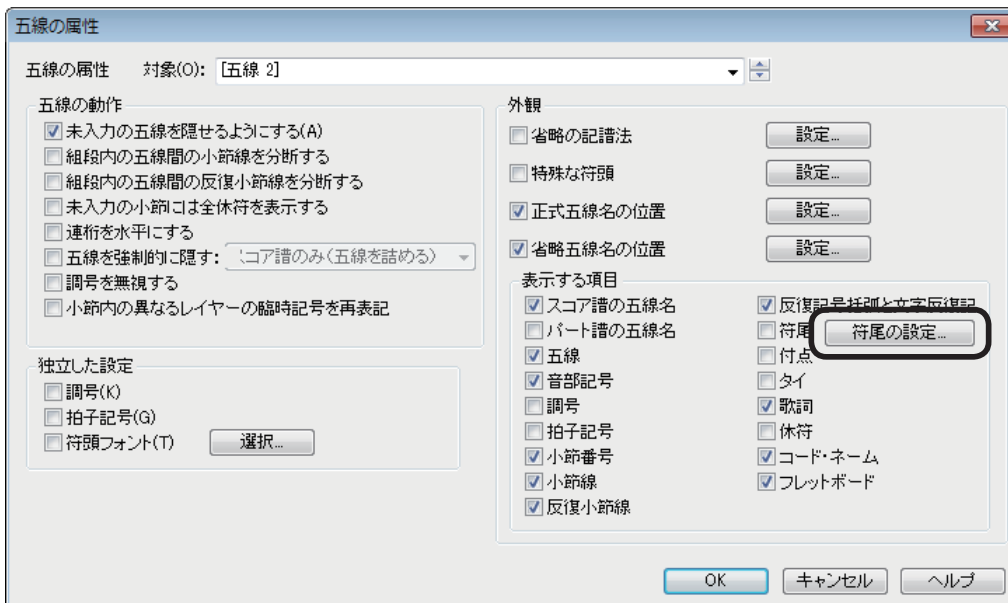 五線の属性
五線の属性 対象(O): [五線 2]
五線の動作
未入力の五線を隠せるようにする(A)
組段内の五線間の小節線を分断する
組段内の五線間の反復小節線を分断する
未入力の小節には全休符を表示する
連桁を水平にする
五線を強制的に隠す: コア譜のみ(五線を詰める)
調号を無視する
小節内の異なるレイヤーの臨時記号を再表記
独立した設定
調号(K)
拍子記号(G)
符頭フォント(T) 選択...
外観
省略の記譜法 設定...
特殊な符頭 設定...
正式五線名の位置 設定...
省略五線名の位置 設定...
表示する項目
スコア譜の五線名
パート譜の五線名
五線
音部記号
調号
拍子記号
小節番号
小節線
反復小節線
反復記号括弧と文字反復記
符尾 符尾の設定...
付点
タイ
歌詞
休符
コード・ネーム
フレットボード
OK キャンセル ヘルプ